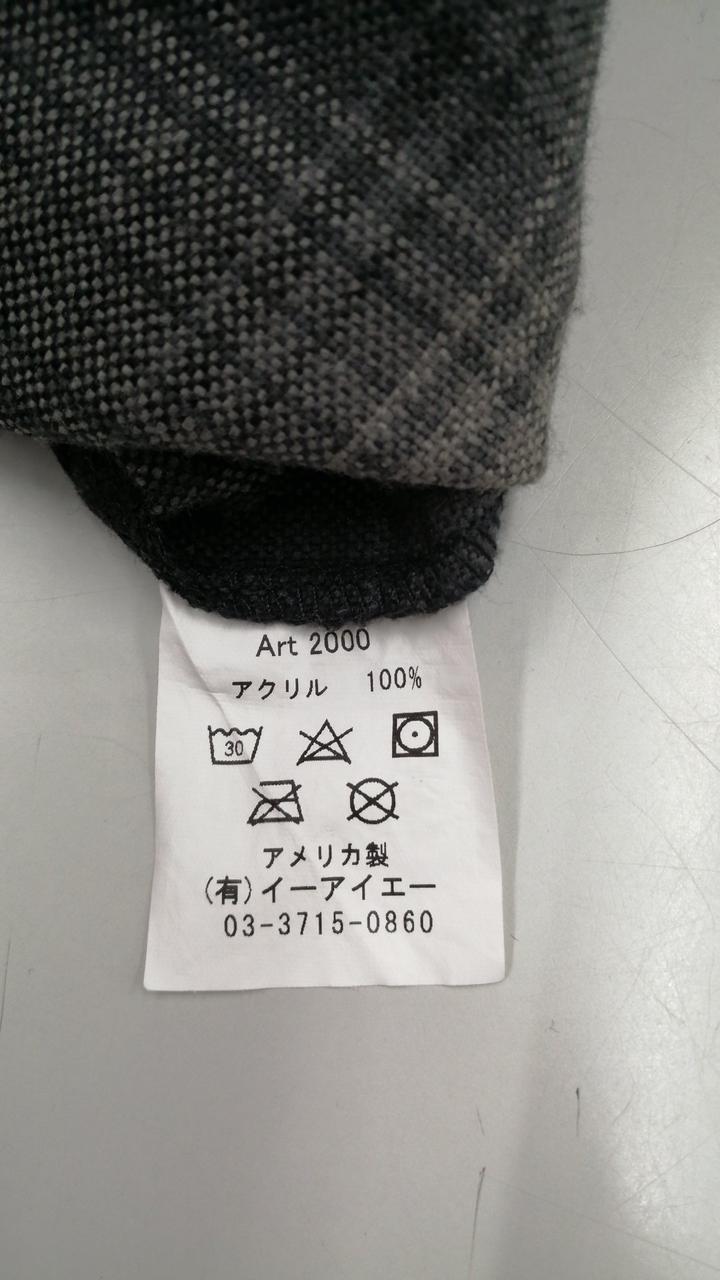 Art 2000
アクリル 100%
30
アメリカ製
(有)イーアイエー
03-3715-0860